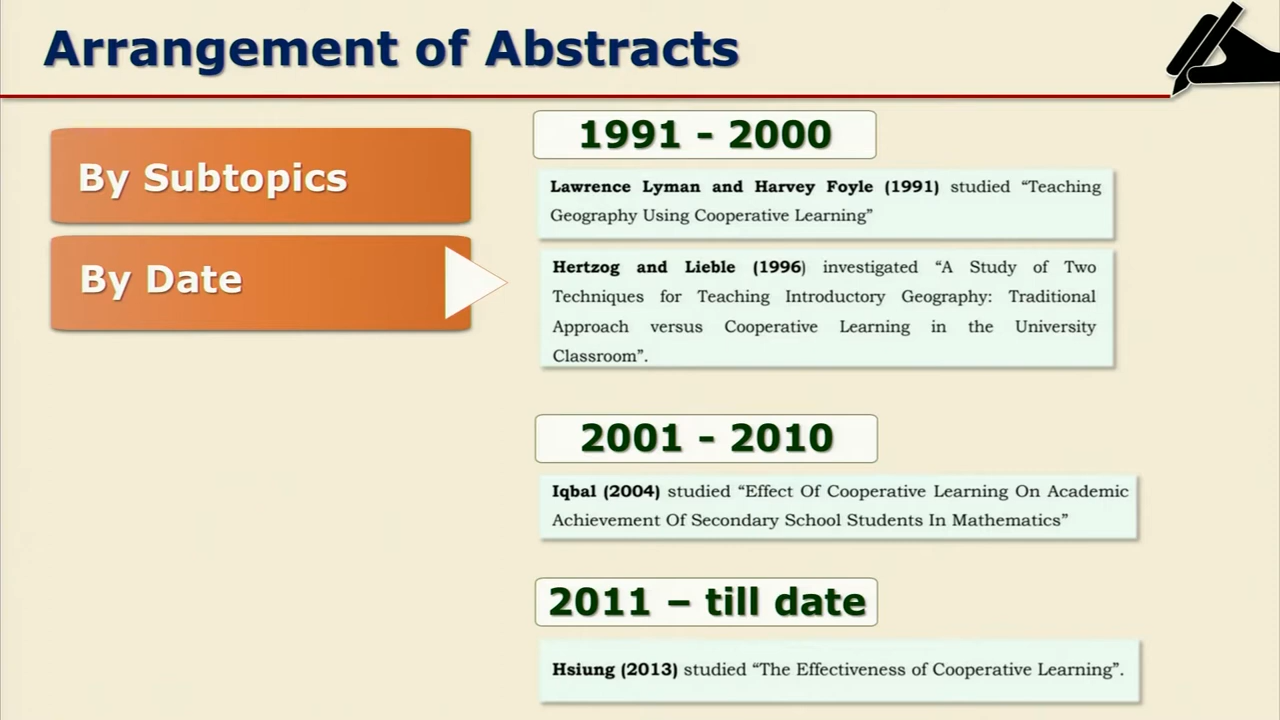 Arrangement of Abstracts
By Subtopics
By Date
1991 - 2000
Lawrence Lyman and Harvey Foyle (1991) studied “Teaching
Geography Using Cooperative Learning”
Hertzog and Lieble (1996) investigated “A Study of Two
Techniques for Teaching Introductory Geography: Traditional
Approach versus Cooperative Learning in the University
Classroom”.
2001 - 2010
Iqbal (2004) studied “Effect Of Cooperative Learning On Academic
Achievement Of Secondary School Students In Mathematics”
2011 – till date
Hsiung (2013) studied “The Effectiveness of Cooperative Learning”.